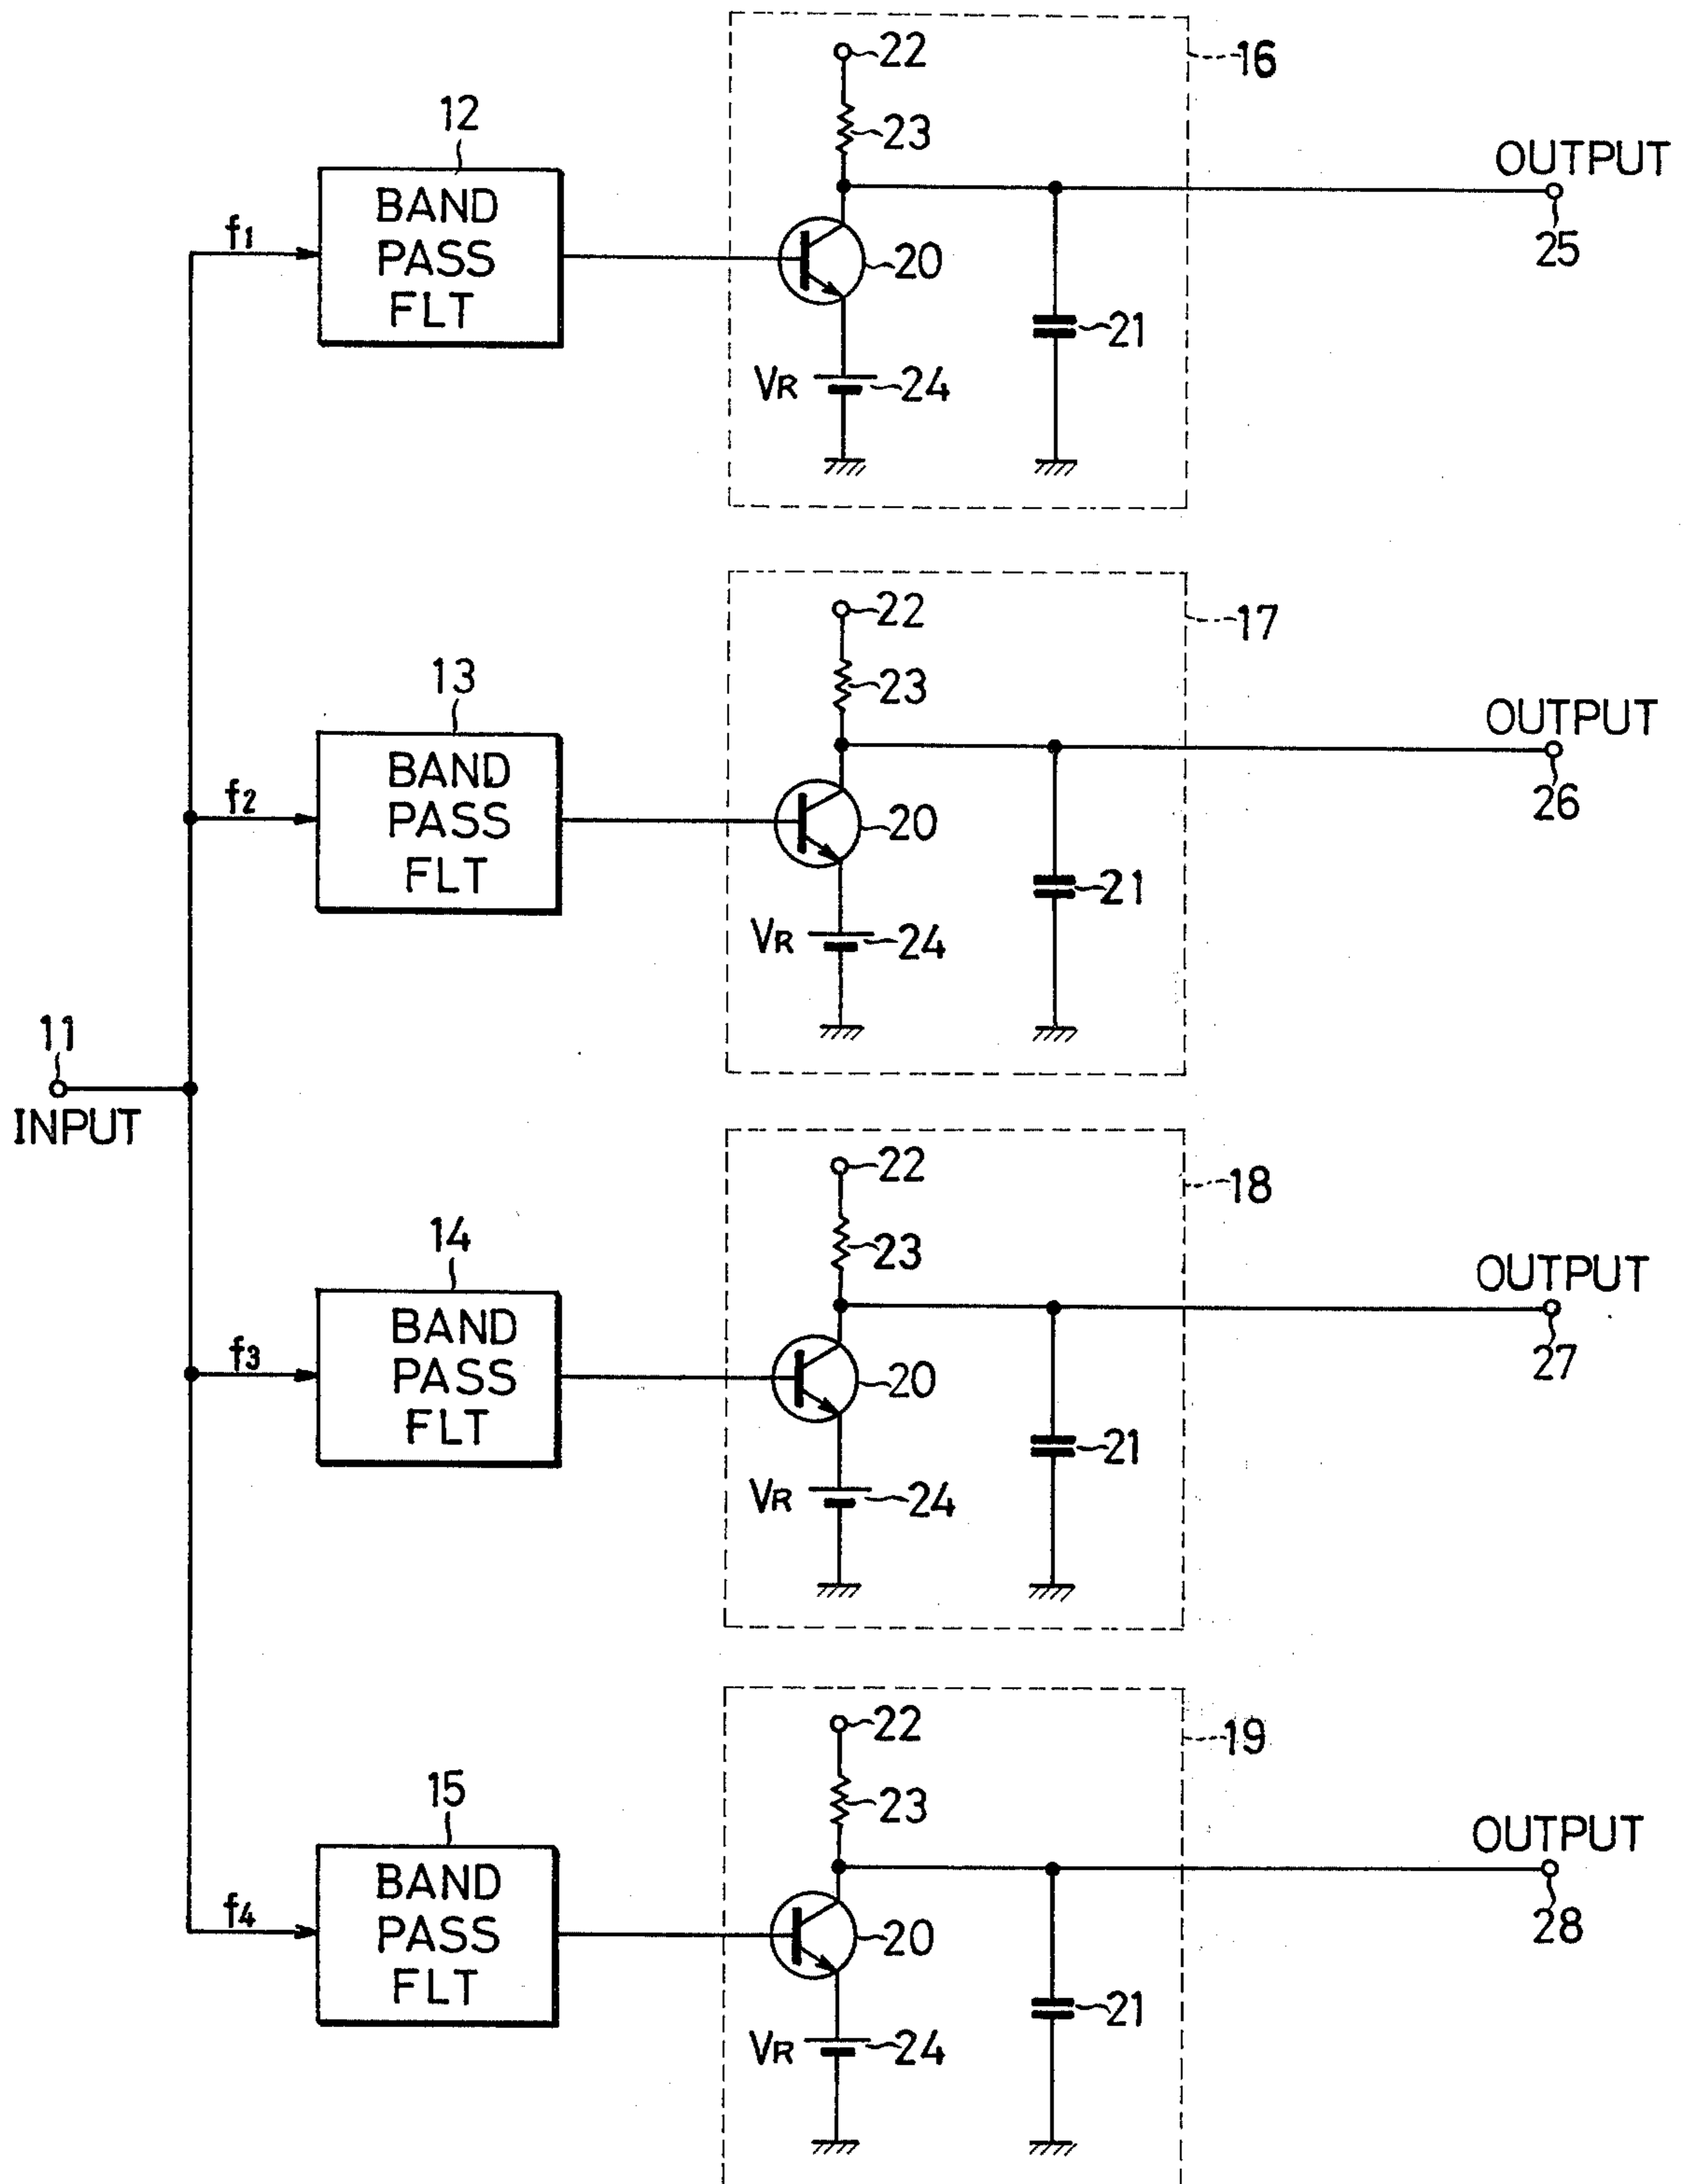 22
16
12
23
OUTPUT
BAND
PASS
FLT
f1
20
25
21
VR
24
22
17
13
23
OUTPUT
BAND
PASS
FLT
f2
20
26
21
VR
24
11
INPUT
22
18
14
23
OUTPUT
BAND
PASS
FLT
f3
20
27
21
VR
24
22
19
15
23
OUTPUT
BAND
PASS
FLT
f4
20
28
21
VR
24